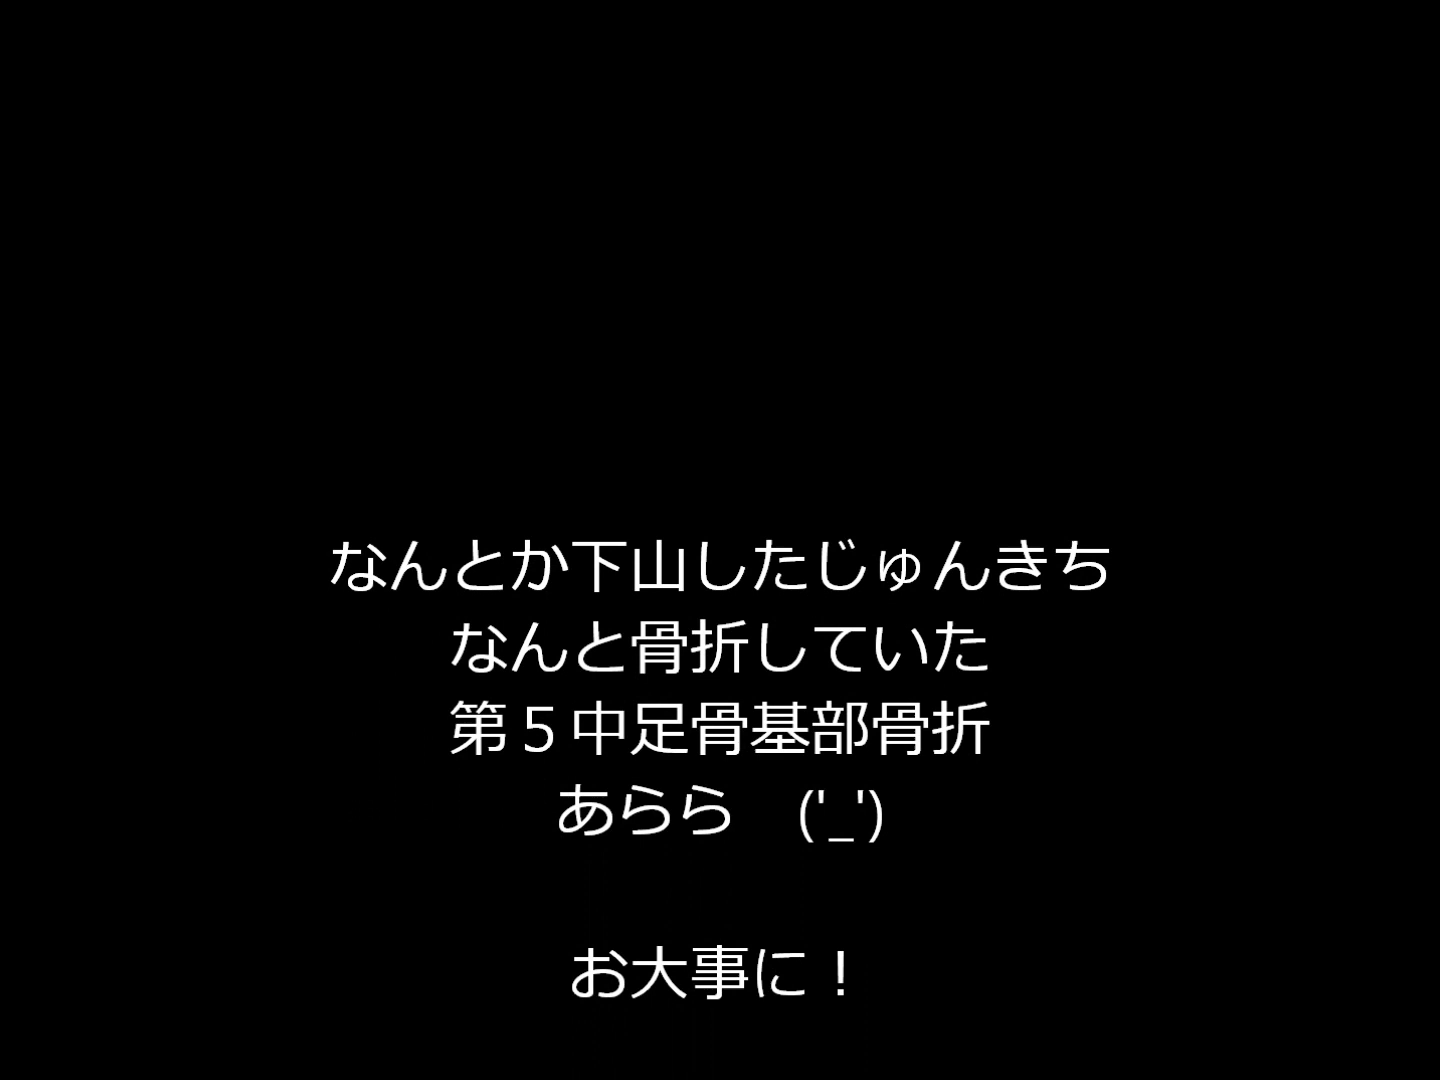 なんとか下山したじゅんきち
なんと骨折していた
第５中足骨基部骨折
あらら　('_')
お大事に！